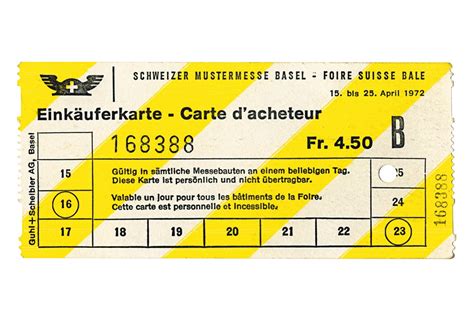 SCHWEIZER MUSTERMESSE BASEL - FOIRE SUISSE BALE
15. bis 25. April 1972
Einkäuferkarte - Carte d'acheteur
168388
Fr. 4.50
B
Gültig in sämtliche Messebauten an einem beliebigen Tag.
Diese Karte ist persönlich und nicht übertragbar.
Valable un jour pour tous les bâtiments de la Foire.
Cette carte est personelle et incessible.
15
16
17
18
19
20
21
22
23
24
25
168388
Guhl+Scheibler AG, Basel